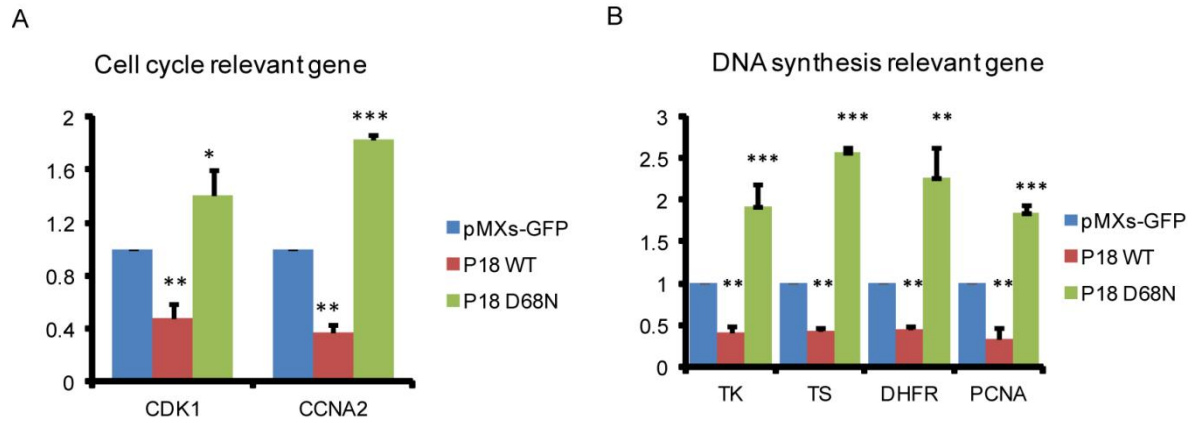 A
Cell cycle relevant gene
2
1.6
1.2
0.8
0.4
0
*
**
***
**
CDK1
CCNA2
pMXs-GFP
P18 WT
P18 D68N
B
DNA synthesis relevant gene
3
2.5
2
1.5
1
0.5
0
***
***
**
***
**
**
**
**
TK
TS
DHFR
PCNA
pMXs-GFP
P18 WT
P18 D68N